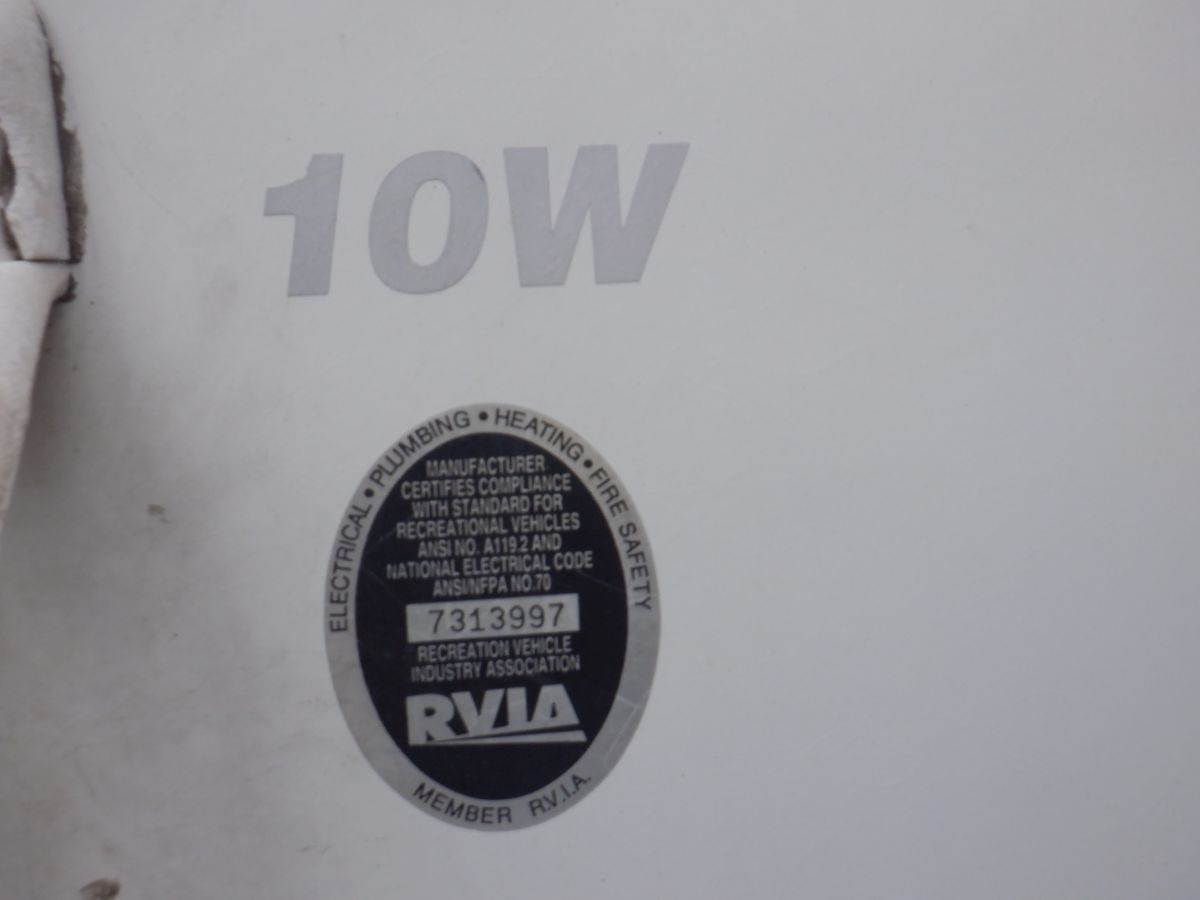 10W
ELECTRICAL • PLUMBING • HEATING • FIRE SAFETY
MANUFACTURER
CERTIFIES COMPLIANCE
WITH STANDARD FOR
RECREATIONAL VEHICLES
ANSI NO. A119.2 AND
NATIONAL ELECTRICAL CODE
ANSI/NFPA NO.70
7313997
RECREATION VEHICLE
INDUSTRY ASSOCIATION
RVIA
MEMBER R.V.I.A.